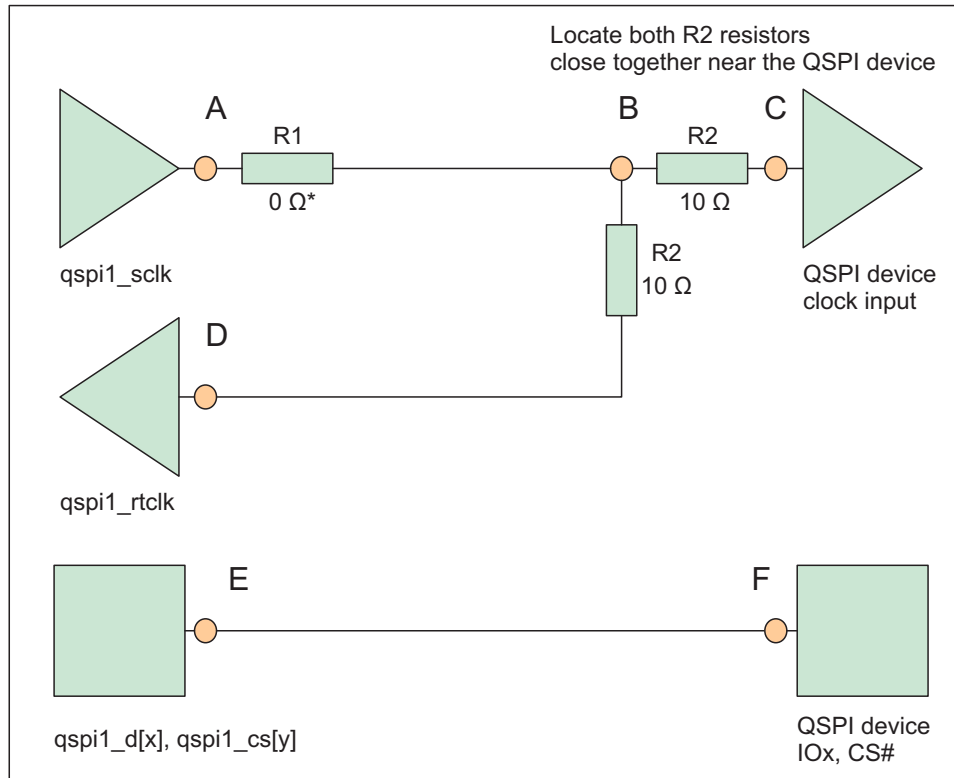 Locate both R2 resistors
close together near the QSPI device
A
R1
0 Ω*
B
R2
10 Ω
C
qspi1_sclk
R2
10 Ω
QSPI device
clock input
D
qspi1_rtclk
E
F
qspi1_d[x], qspi1_cs[y]
QSPI device
IOx, CS#